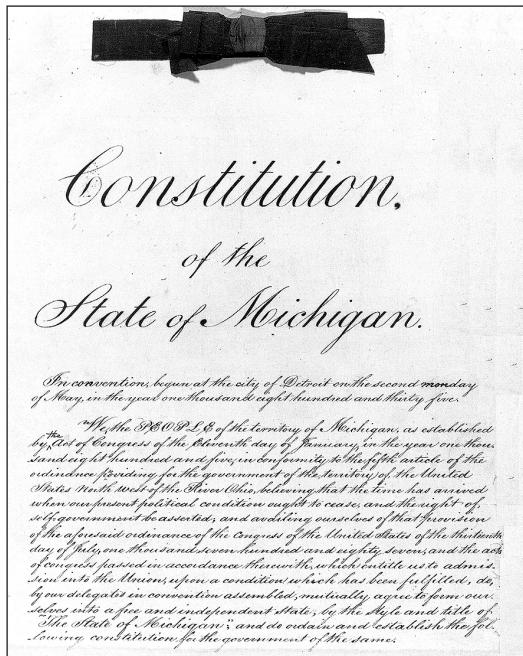 Constitution,
of the
State of Michigan.
In convention, begun at the city of Detroit on the second monday
of May, in the year one thousand eight hundred and thirty five.
We, the PEOPLE of the territory of Michigan, as established
by the Act of Congress of the Eleventh day of January, in the year one thou-
sand eight hundred and five, in conformity to the fifth article of the
ordinance providing for the government of the territory of the United
States North West of the River Ohio, believing that the time has arrived
when our present political condition ought to cease, and the right of
self-government be asserted; and availing ourselves of that provision
of the aforesaid ordinance of the congress of the United States of the thirteenth
day of July, one thousand seven hundred and eighty seven, and the acts
of congress passed in accordance therewith, which entitle us to admis-
sion into the Union, upon a condition which has been fulfilled, do,
by our delegates in convention assembled, mutually agree to form our-
selves into a free and independent state, by the style and title of
"The State of Michigan"; and do ordain and establish the fol-
lowing constitution for the government of the same.